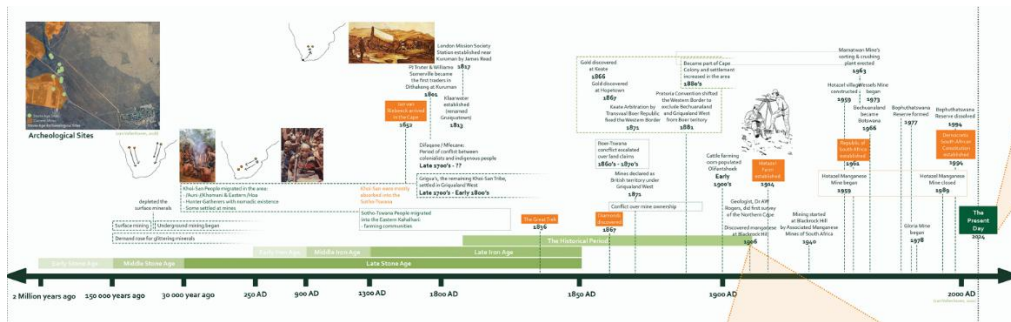 Archeological Sites
London Mission Society
Station established near
Kuruman by James Read
1817
PJ Truter & William
Somerville became
the first traders in
Dithakong at Kuruman
1801
Klaarwater
established
(renamed
Griquatown)
1813
Jan van
Riebeeck arrived
in the Cape
1652
Difaqane / Mfecane:
Period of conflict between
colonialists and indigenous people
Late 1700's - ??
Griqua's, the remaining Khoi-San Tribe,
settled in Griqualand West
Late 1700's - Early 1800's
Khoi-San People migrated in the area:
- Hunter Gatherers with nomadic existence
- Some settled at mines
Khoi-San were mostly
absorbed into the
Sotho-Tswana
Sotho-Tswana People migrated
into the Eastern Kalahari:
- farming communities
depleted the
surface minerals
Surface mining
Underground mining began
Demand rose for glittering minerals
Gold discovered
at Keate
1866
Gold discovered
at Hopetown
1867
Keate Arbitration by
Transvaal Boer Republic
fixed the Western Border
1871
Became part of Cape
Colony and settlement
increased in the area
1880's
Pretoria Convention shifted
the Western Border to
exclude Bechuanaland
and Griqualand West
from Boer territory
1881
Boer-Tswana
conflict escalated
over land claims
1860's - 1870's
Mines declared as
British territory under
Griqualand West
1871
Conflict over mine ownership
The Great Trek
1836
Diamonds
discovered
1867
Cattle farming
now populated
Olifantshoek
Early
1900's
Geologist, Dr AW
Rogers, did first survey
of the Northern Cape
Discovered manganese
at Blackrock Hill
1906
Farm established
1914
Mining started
at Blackrock Hill
by Associated Manganese
Mines of South Africa
1940
Mamatwan Mine's
sorting & crushing
plant erected
1963
Hotazel village
constructed
1959
Wessels Mine
began
1973
Bechuanaland
became
Botswana
1966
Republic of
South Africa
established
1961
Hotazel Manganese
Mine began
1959
Bophuthatswana
Reserve formed
1977
Gloria Mine
began
1978
Bophuthatswana
Reserve dissolved
1994
Democratic
South African
Constitution
established
1994
Hotazel Manganese
Mine closed
1989
The
Present
Day
2024
The Historical Period
Early Iron Age
Middle Iron Age
Late Iron Age
Early Stone Age
Middle Stone Age
Late Stone Age
2 Million years ago
150 000 years ago
30 000 year ago
250 AD
900 AD
1300 AD
1800 AD
1850 AD
1900 AD
2000 AD